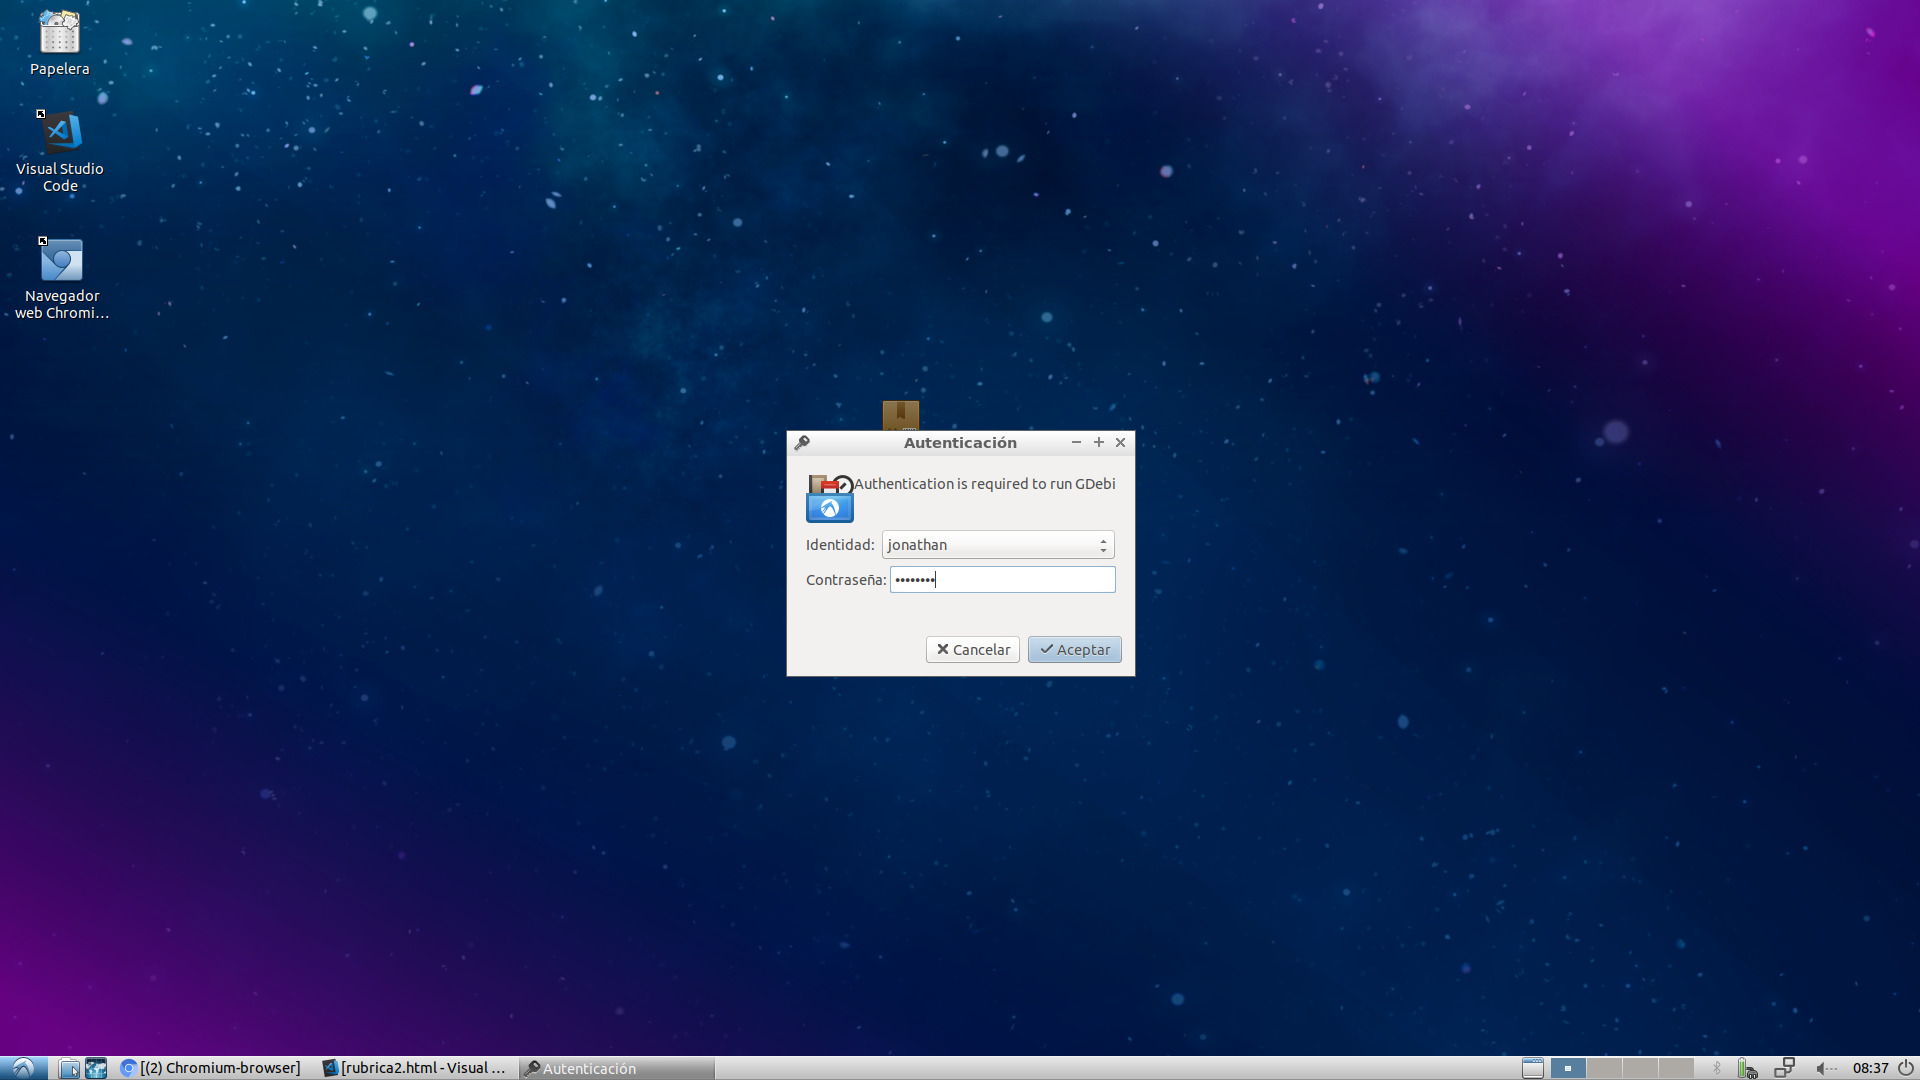 Papelera
Visual Studio
Code
Navegador
web Chromi...
Autenticación
Authentication is required to run GDebi
Identidad: jonathan
Contraseña: ••••••••
Cancelar Aceptar
[(2) Chromium-browser] [rubrica2.html - Visual ... Autenticación 08:37